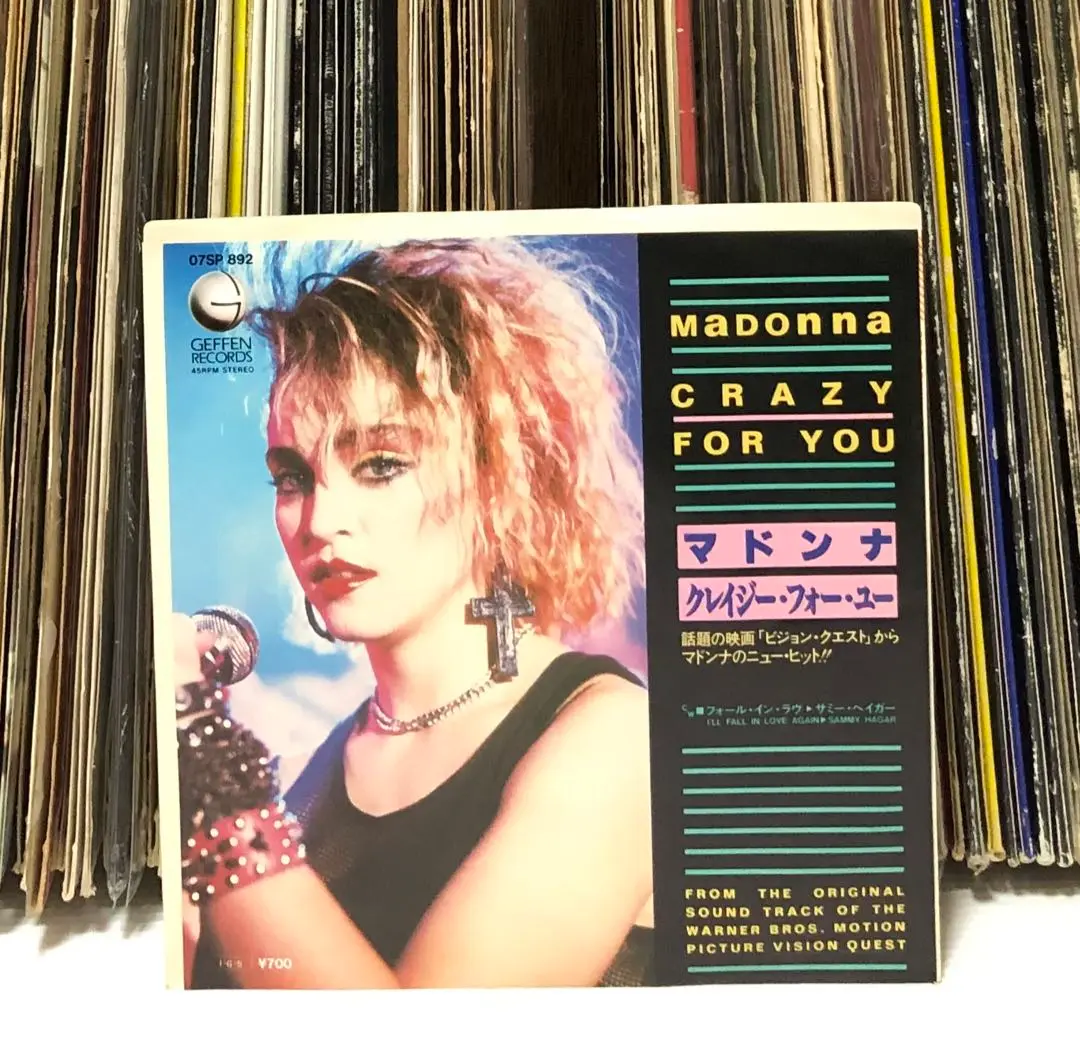 07SP 892
GEFFEN
RECORDS
45RPM STEREO
MaDONna
CRAZY
FOR YOU
マドンナ
クレイジー・フォー・ユー
話題の映画「ビジョン・クエスト」から
マドンナのニュー・ヒット!!
c/w ■フォール・イン・ラヴ▶サミー・ヘイガー
I'LL FALL IN LOVE AGAIN▶SAMMY HAGAR
FROM THE ORIGINAL
SOUND TRACK OF THE
WARNER BROS. MOTION
PICTURE VISION QUEST
¥700